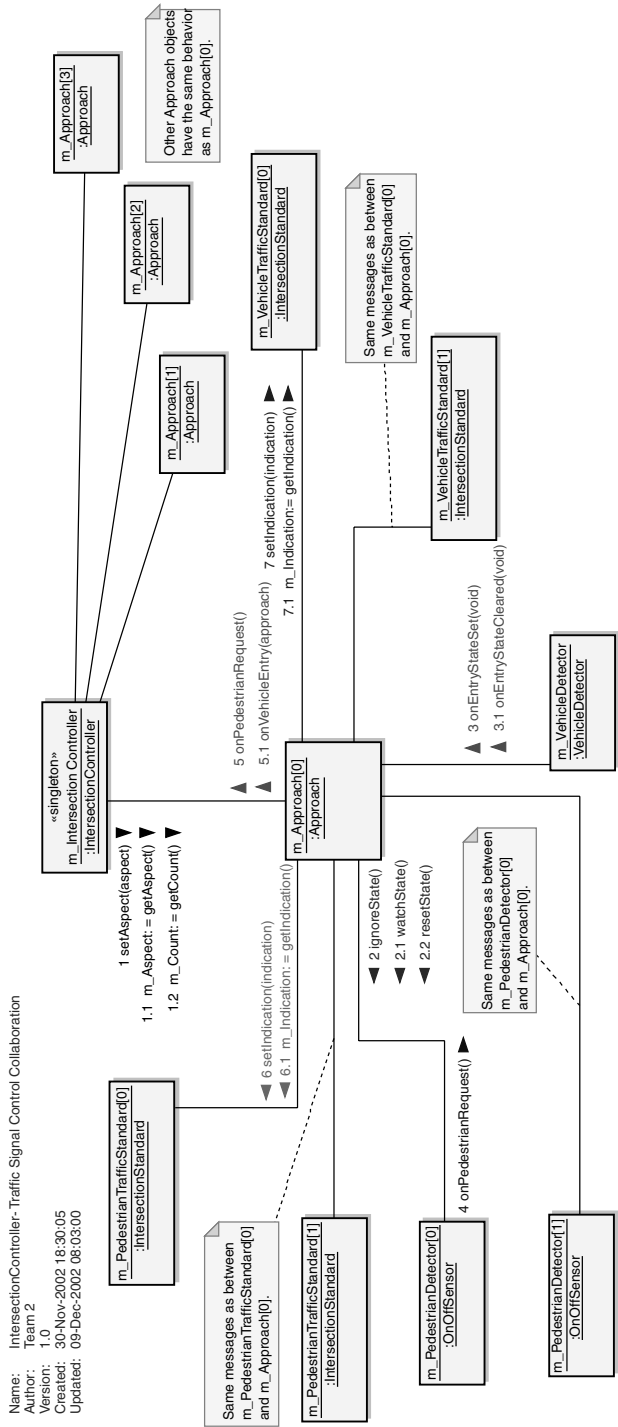 Name: IntersectionController- Traffic Signal Control Collaboration
Author: Team 2
Version: 1.0
Created: 30-Nov-2002 18:30:05
Updated: 09-Dec-2002 08:03:00
«singleton»
m_Intersection Controller
:IntersectionController
m_Approach[3]
:Approach
m_Approach[2]
:Approach
m_Approach[1]
:Approach
Other Approach objects
have the same behavior
as m_Approach[0].
1 setAspect(aspect)
1.1 m_Aspect: = getAspect()
1.2 m_Count: = getCount()
5 onPedestrianRequest()
5.1 onVehicleEntry(approach)
m_PedestrianTrafficStandard[0]
:IntersectionStandard
6 setIndication(indication)
6.1 m_Indication: = getIndication()
m_Approach[0]
:Approach
7 setIndication(indication)
7.1 m_Indication:= getIndication()
m_VehicleTrafficStandard[0]
:IntersectionStandard
Same messages as between
m_PedestrianTrafficStandard[0]
and m_Approach[0].
m_PedestrianTrafficStandard[1]
:IntersectionStandard
2 ignoreState()
2.1 watchState()
2.2 resetState()
Same messages as between
m_VehicleTrafficStandard[0]
and m_Approach[0].
m_VehicleTrafficStandard[1]
:IntersectionStandard
m_PedestrianDetector[0]
:OnOffSensor
4 onPedestrianRequest()
Same messages as between
m_PedestrianDetector[0]
and m_Approach[0].
3 onEntryStateSet(void)
3.1 onEntryStateCleared(void)
m_PedestrianDetector[1]
:OnOffSensor
m_VehicleDetector
:VehicleDetector